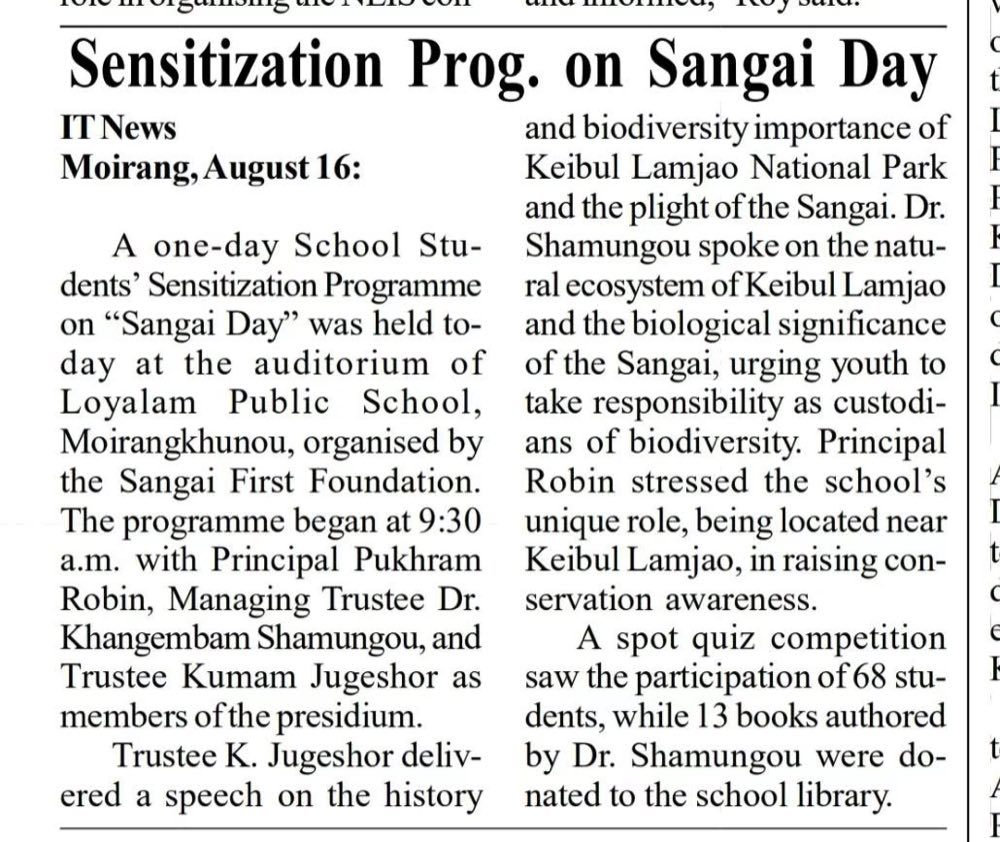 and informed," Roy said.
Sensitization Prog. on Sangai Day
IT News
Moirang, August 16:
A one-day School Stu-
dents' Sensitization Programme
on "Sangai Day" was held to-
day at the auditorium of
Loyalam Public School,
Moirangkhunou, organised by
the Sangai First Foundation.
The programme began at 9:30
a.m. with Principal Pukhram
Robin, Managing Trustee Dr.
Khangembam Shamungou, and
Trustee Kumam Jugeshor as
members of the presidium.
Trustee K. Jugeshor deliv-
ered a speech on the history
and biodiversity importance of
Keibul Lamjao National Park
and the plight of the Sangai. Dr.
Shamungou spoke on the natu-
ral ecosystem of Keibul Lamjao
and the biological significance
of the Sangai, urging youth to
take responsibility as custodi-
ans of biodiversity. Principal
Robin stressed the school's
unique role, being located near
Keibul Lamjao, in raising con-
servation awareness.
A spot quiz competition
saw the participation of 68 stu-
dents, while 13 books authored
by Dr. Shamungou were do-
nated to the school library.